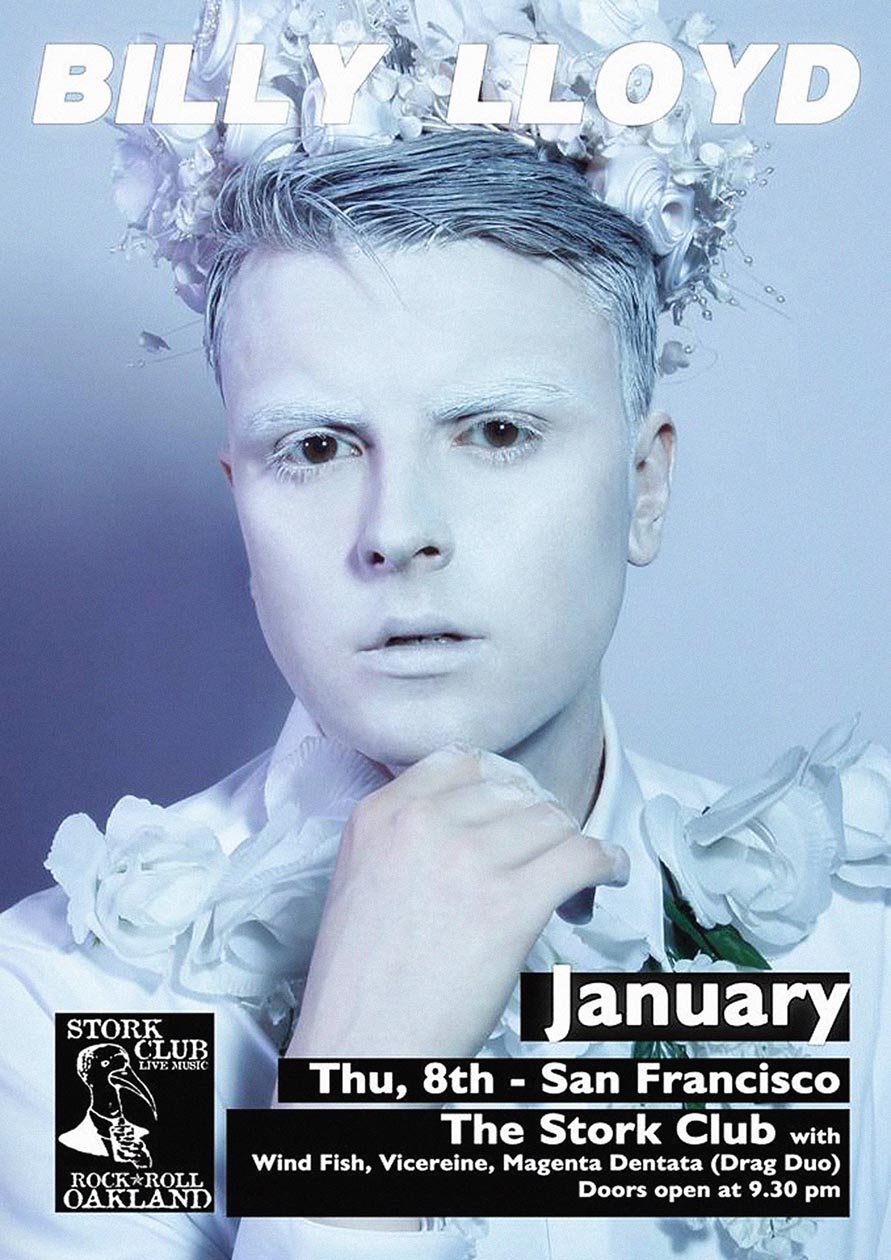 BILLY LLOYD
January
Thu, 8th - San Francisco
The Stork Club with
Wind Fish, Vicereine, Magenta Dentata (Drag Duo)
Doors open at 9.30 pm
STORK
CLUB
LIVE MUSIC
ROCK★ROLL
OAKLAND